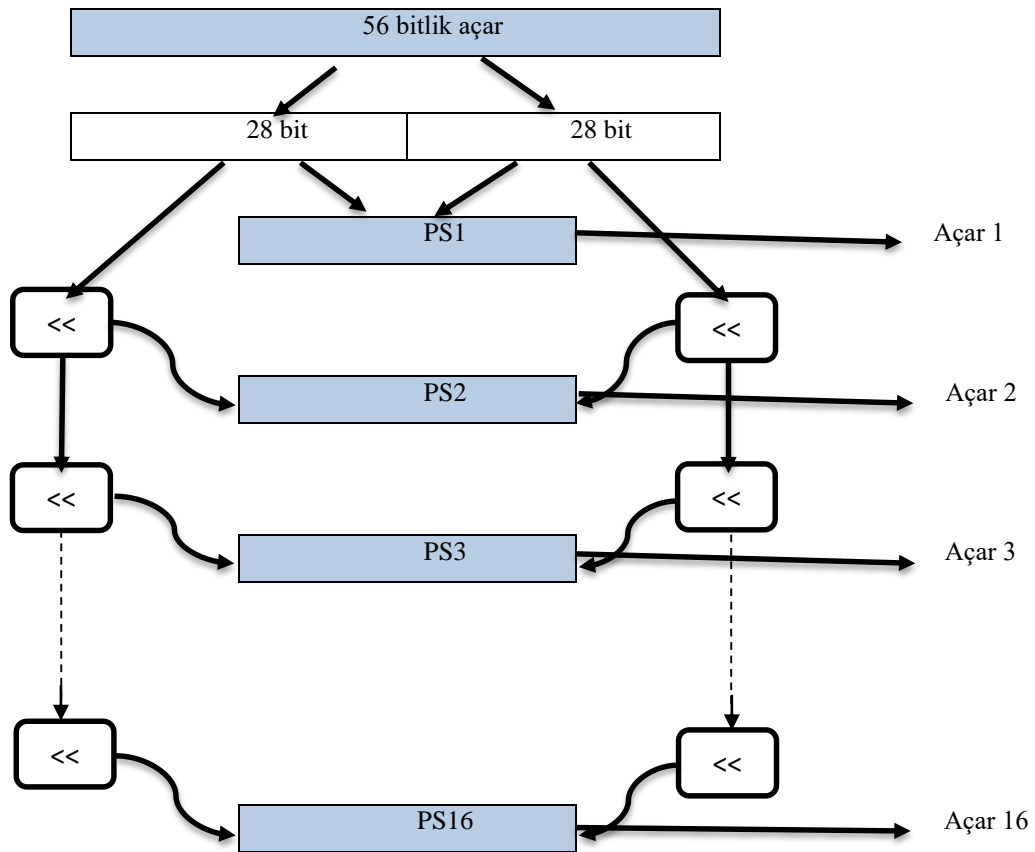 56 bitlik açar
28 bit 28 bit
PS1 Açar 1
<< <<
PS2 Açar 2
<< <<
PS3 Açar 3
<< <<
PS16 Açar 16